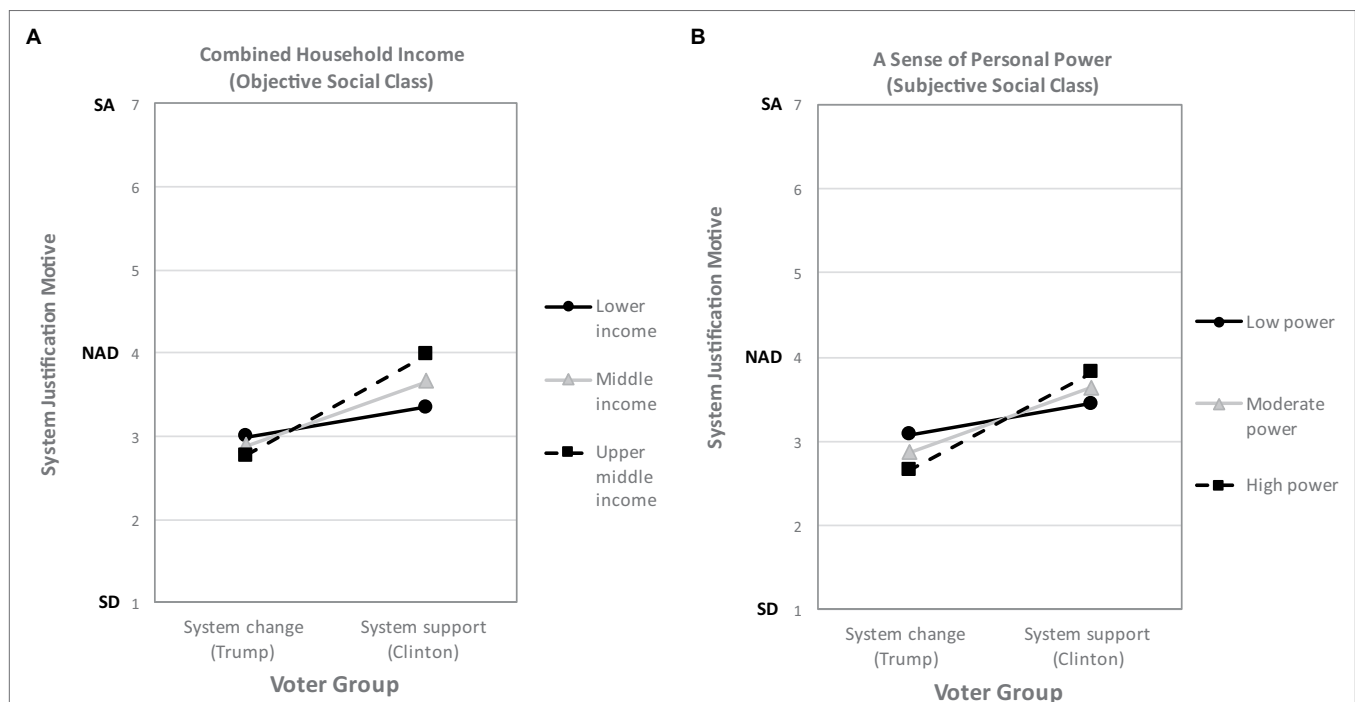 A
Combined Household Income
(Objective Social Class)
SA
7
6
5
NAD
4
3
2
SD
1
System Justification Motive
System change
(Trump)
System support
(Clinton)
Voter Group
Lower
income
Middle
income
Upper
middle
income
B
A Sense of Personal Power
(Subjective Social Class)
SA
7
6
5
NAD
4
3
2
SD
1
System Justification Motive
System change
(Trump)
System support
(Clinton)
Voter Group
Low power
Moderate
power
High power